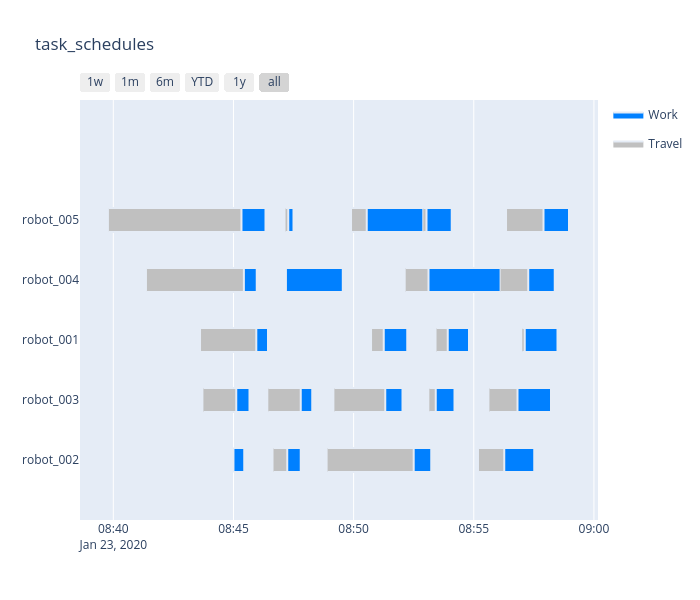 task_schedules
1w 1m 6m YTD 1y all
Work
Travel
robot_005
robot_004
robot_001
robot_003
robot_002
08:40 08:45 08:50 08:55 09:00
Jan 23, 2020